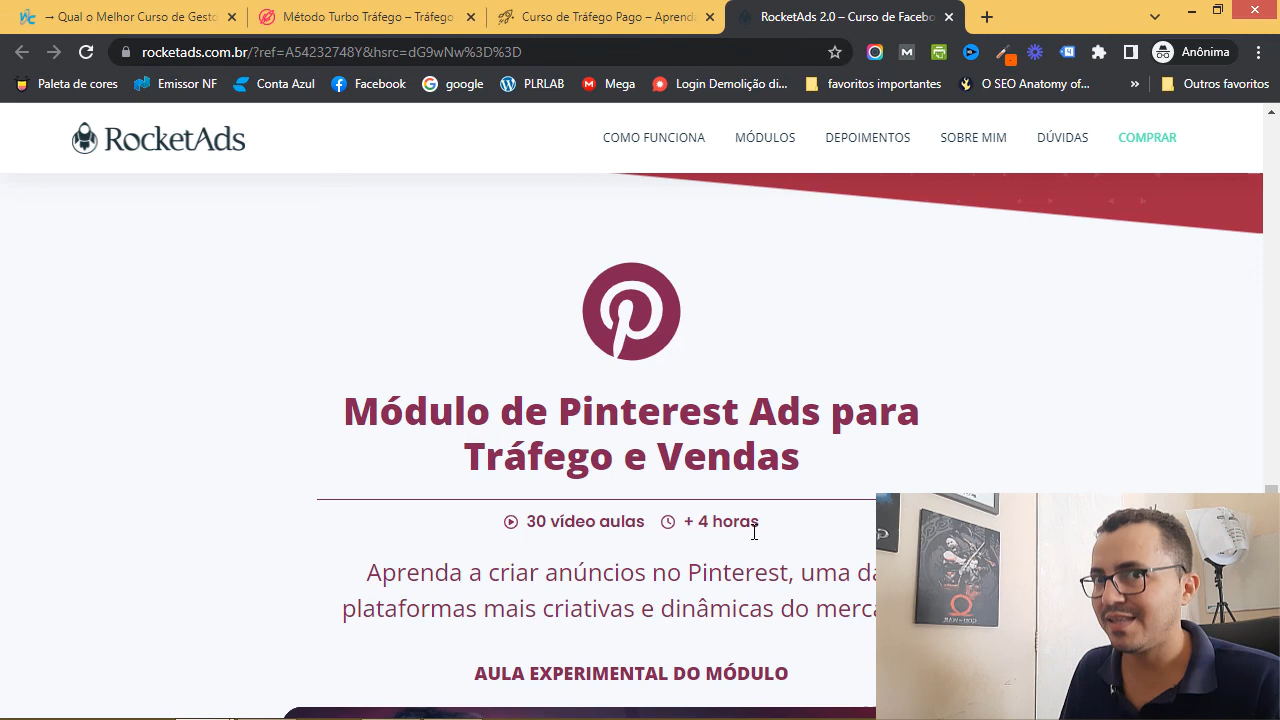 → Qual o Melhor Curso de Gesto
Método Turbo Tráfego – Tráfego
Curso de Tráfego Pago – Aprend
RocketAds 2.0 – Curso de Facebo
rocketads.com.br/?ref=A54232748Y&hsrc=dG9wNw%3D%3D
Anônima
Paleta de cores
Emissor NF
Conta Azul
Facebook
google
PLRLAB
Mega
Login Demolição di...
favoritos importantes
O SEO Anatomy of...
»
Outros favoritos
RocketAds
COMO FUNCIONA
MÓDULOS
DEPOIMENTOS
SOBRE MIM
DÚVIDAS
COMPRAR
Módulo de Pinterest Ads para
Tráfego e Vendas
30 vídeo aulas + 4 horas
Aprenda a criar anúncios no Pinterest, uma da
plataformas mais criativas e dinâmicas do merca
AULA EXPERIMENTAL DO MÓDULO